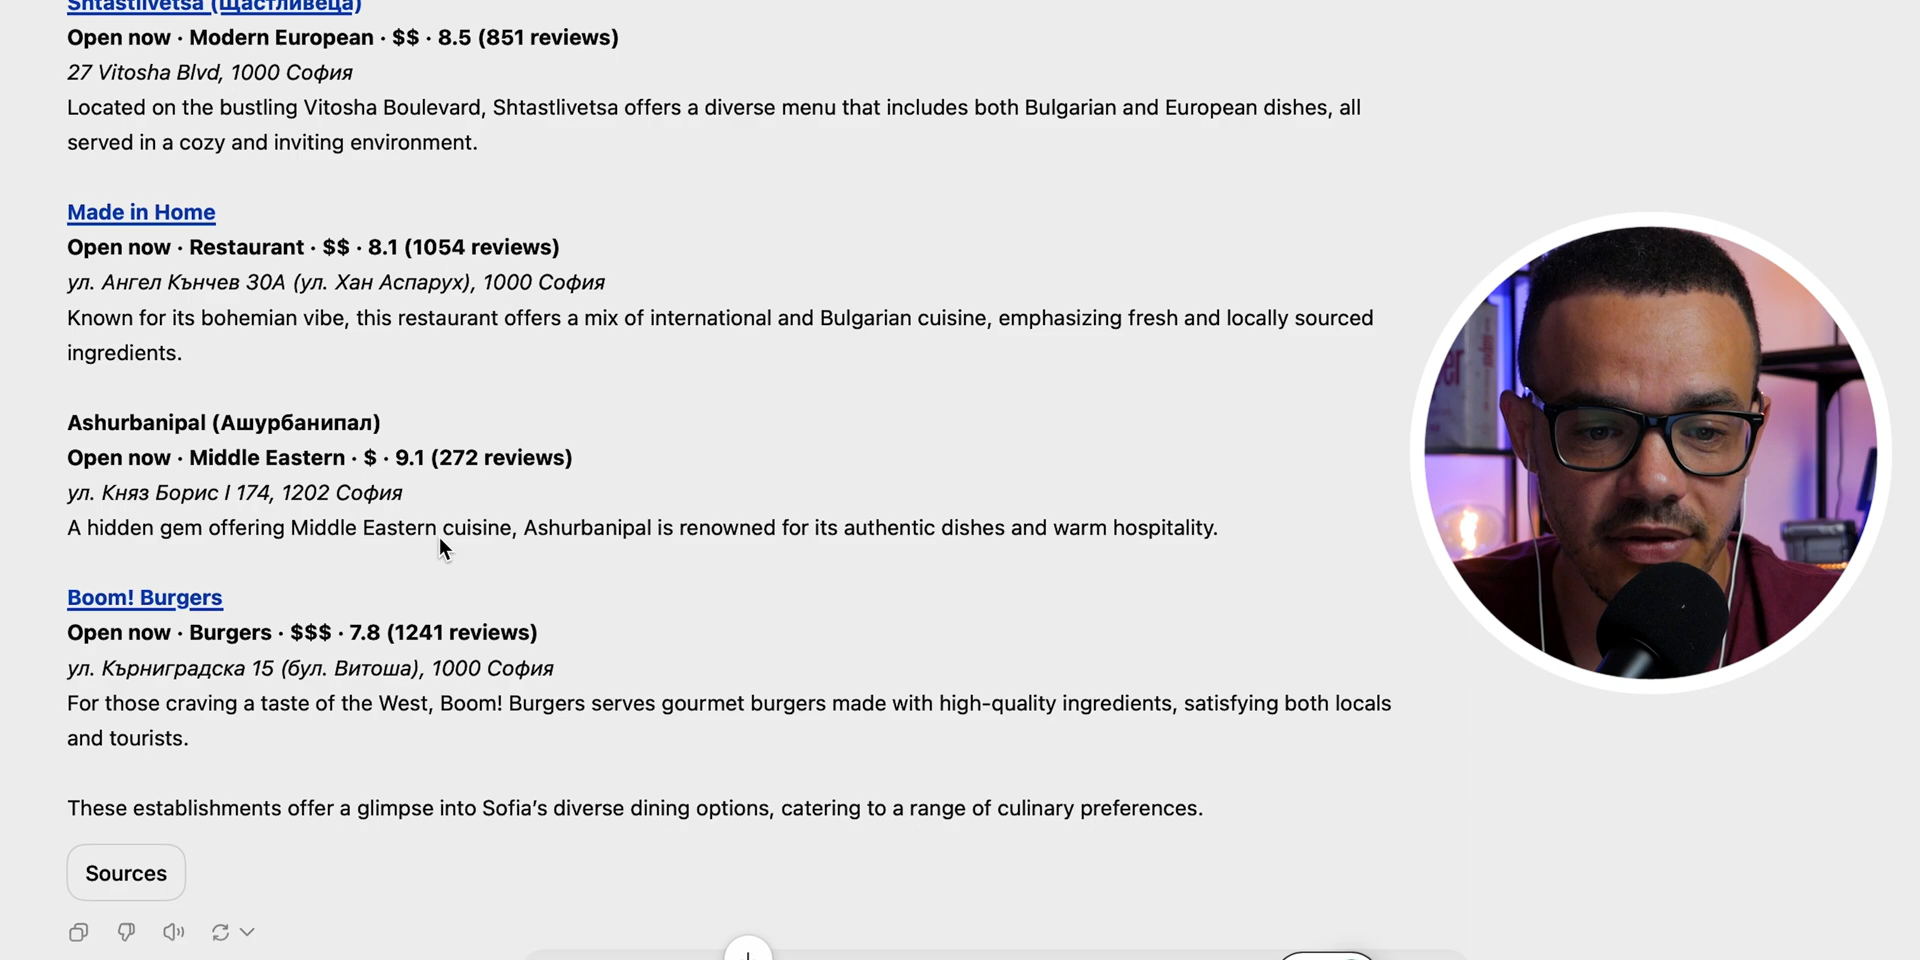 Shtastlivetsa (Щастливеца)
Open now · Modern European · $$ · 8.5 (851 reviews)
27 Vitosha Blvd, 1000 София
Located on the bustling Vitosha Boulevard, Shtastlivetsa offers a diverse menu that includes both Bulgarian and European dishes, all
served in a cozy and inviting environment.
Made in Home
Open now · Restaurant · $$ · 8.1 (1054 reviews)
ул. Ангел Кънчев 30А (ул. Хан Аспарух), 1000 София
Known for its bohemian vibe, this restaurant offers a mix of international and Bulgarian cuisine, emphasizing fresh and locally sourced
ingredients.
Ashurbanipal (Ашурбанипал)
Open now · Middle Eastern · $ · 9.1 (272 reviews)
ул. Княз Борис I 174, 1202 София
A hidden gem offering Middle Eastern cuisine, Ashurbanipal is renowned for its authentic dishes and warm hospitality.
Boom! Burgers
Open now · Burgers · $$$ · 7.8 (1241 reviews)
ул. Кърниградска 15 (бул. Витоша), 1000 София
For those craving a taste of the West, Boom! Burgers serves gourmet burgers made with high-quality ingredients, satisfying both locals
and tourists.
These establishments offer a glimpse into Sofia’s diverse dining options, catering to a range of culinary preferences.
Sources